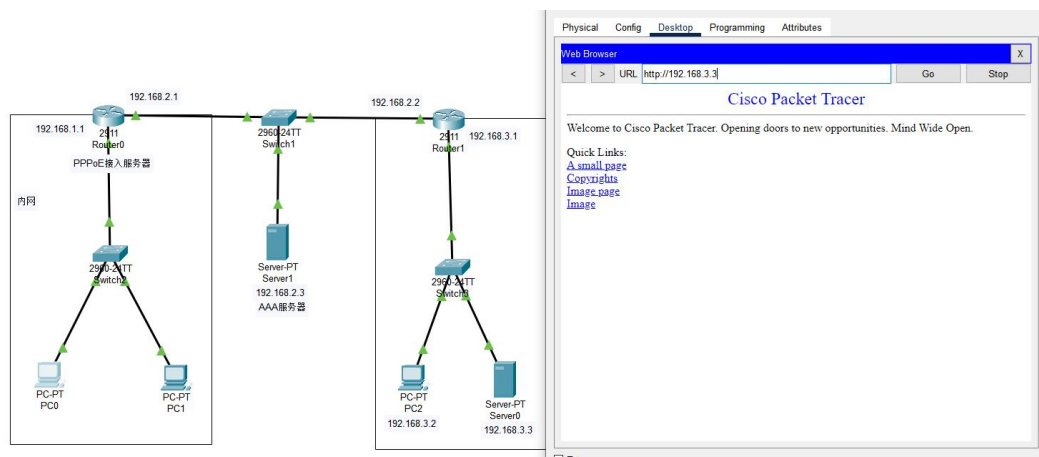 192.168.2.1
192.168.2.2
192.168.1.1
2911
Router0
2960-24TT
Switch1
2911
Router1
192.168.3.1
PPPoE接入服务器
内网
2960-24TT
Switch2
Server-PT
Server1
192.168.2.3
AAA服务器
2960-24TT
Switch3
PC-PT
PC0
PC-PT
PC1
PC-PT
PC2
192.168.3.2
Server-PT
Server0
192.168.3.3
Physical Config Desktop Programming Attributes
Web Browser X
< > URL http://192.168.3.3 Go Stop
Cisco Packet Tracer
Welcome to Cisco Packet Tracer. Opening doors to new opportunities. Mind Wide Open.
Quick Links:
A small page
Copyrights
Image page
Image